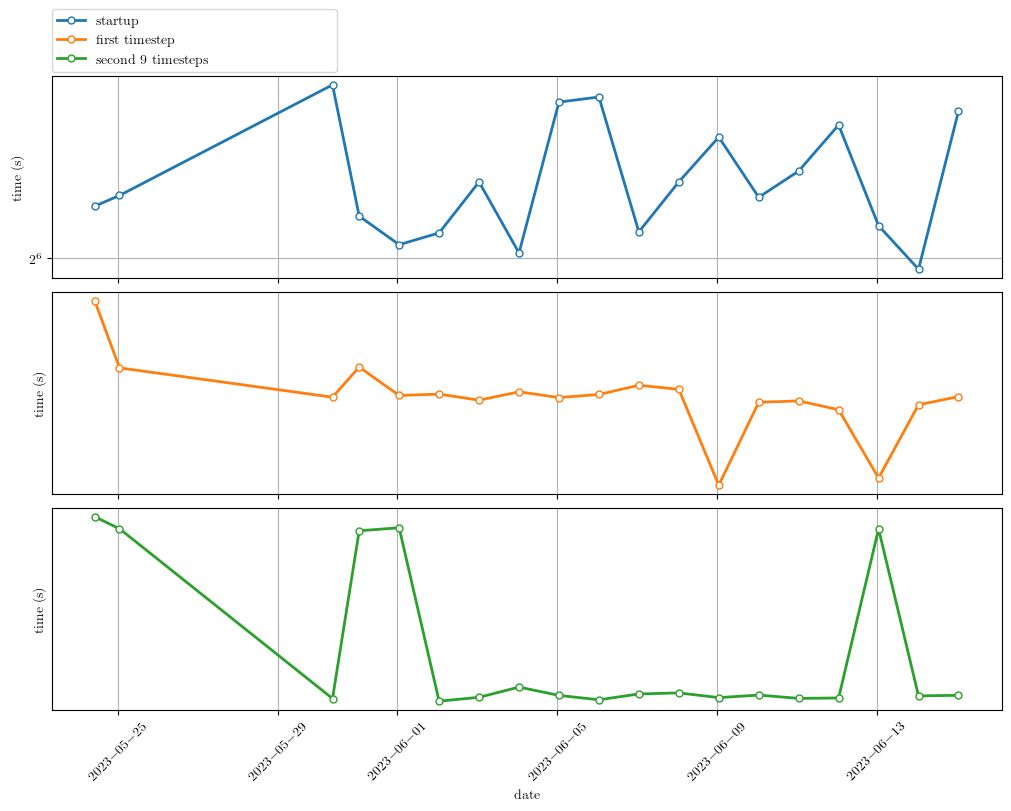 startup
first timestep
second 9 timesteps
time (s)
2⁶
time (s)
time (s)
2023−05−25
2023−05−29
2023−06−01
2023−06−05
2023−06−09
2023−06−13
date